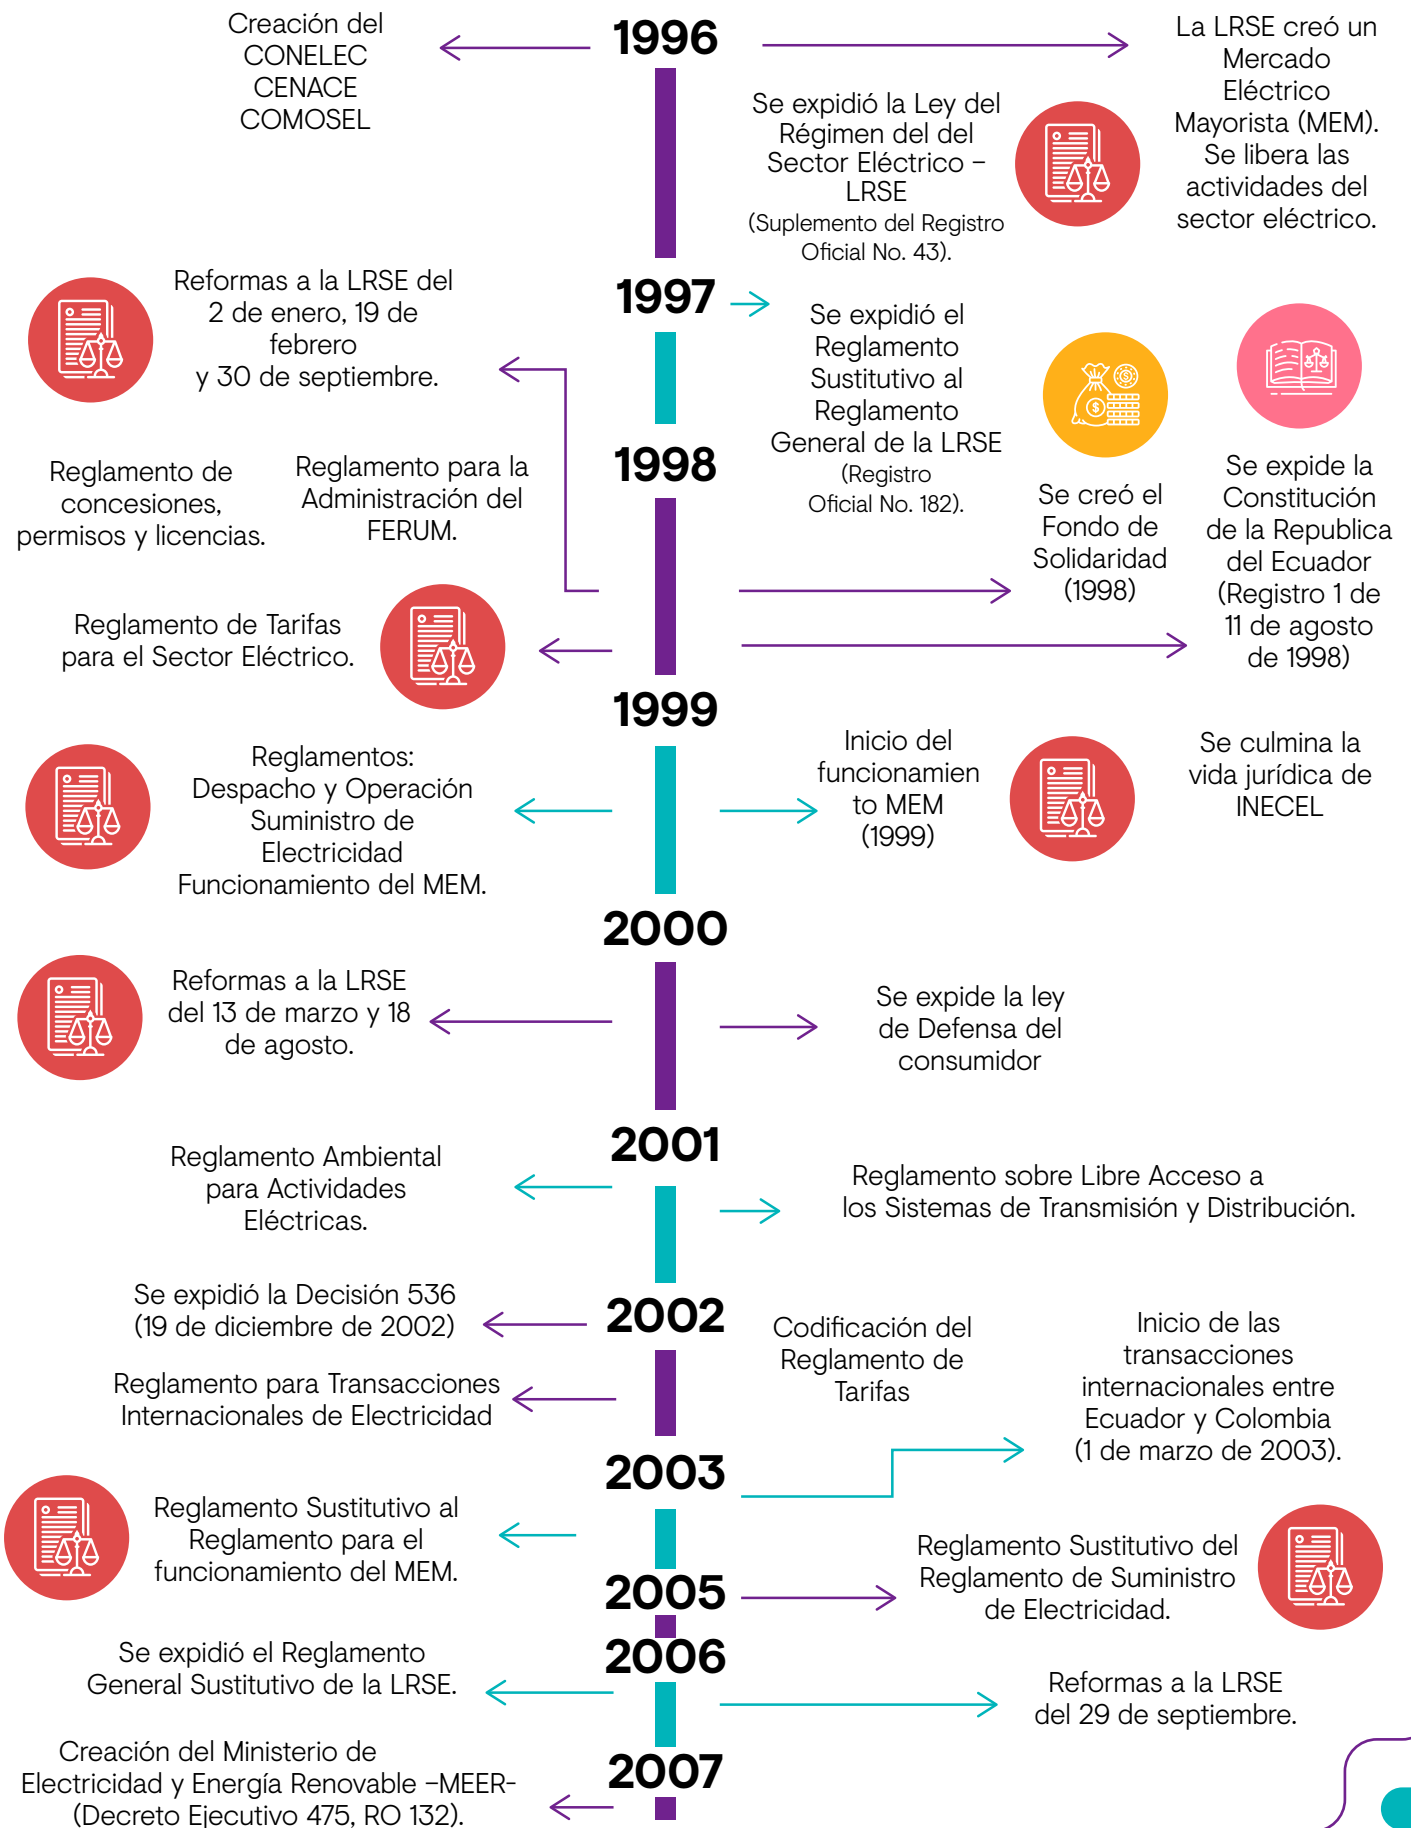 1996
Creación del
CONELEC
CENACE
COMOSEL
Se expidió la Ley del
Régimen del del
Sector Eléctrico –
LRSE
(Suplemento del Registro
Oficial No. 43).
La LRSE creó un
Mercado
Eléctrico
Mayorista (MEM).
Se libera las
actividades del
sector eléctrico.
1997
Reformas a la LRSE del
2 de enero, 19 de
febrero
y 30 de septiembre.
Se expidió el
Reglamento
Sustitutivo al
Reglamento
General de la LRSE
(Registro
Oficial No. 182).
1998
Reglamento de
concesiones,
permisos y licencias.
Reglamento para la
Administración del
FERUM.
Se creó el
Fondo de
Solidaridad
(1998)
Se expide la
Constitución
de la Republica
del Ecuador
(Registro 1 de
11 de agosto
de 1998)
Reglamento de Tarifas
para el Sector Eléctrico.
1999
Reglamentos:
Despacho y Operación
Suministro de
Electricidad
Funcionamiento del MEM.
Inicio del
funcionamien
to MEM
(1999)
Se culmina la
vida jurídica de
INECEL
2000
Reformas a la LRSE
del 13 de marzo y 18
de agosto.
Se expide la ley
de Defensa del
consumidor
2001
Reglamento Ambiental
para Actividades
Eléctricas.
Reglamento sobre Libre Acceso a
los Sistemas de Transmisión y Distribución.
2002
Se expidió la Decisión 536
(19 de diciembre de 2002)
Reglamento para Transacciones
Internacionales de Electricidad
Codificación del
Reglamento de
Tarifas
Inicio de las
transacciones
internacionales entre
Ecuador y Colombia
(1 de marzo de 2003).
2003
Reglamento Sustitutivo al
Reglamento para el
funcionamiento del MEM.
2005
Reglamento Sustitutivo del
Reglamento de Suministro
de Electricidad.
2006
Se expidió el Reglamento
General Sustitutivo de la LRSE.
Reformas a la LRSE
del 29 de septiembre.
2007
Creación del Ministerio de
Electricidad y Energía Renovable –MEER-
(Decreto Ejecutivo 475, RO 132).